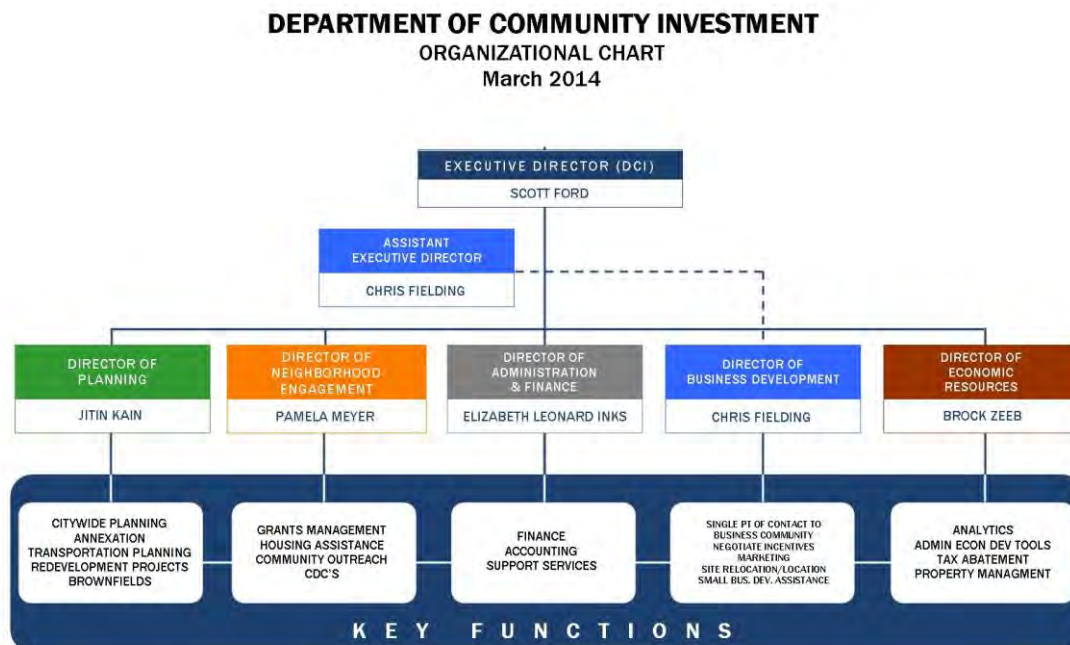 DEPARTMENT OF COMMUNITY INVESTMENT
ORGANIZATIONAL CHART
March 2014
EXECUTIVE DIRECTOR (DCI)
SCOTT FORD
ASSISTANT
EXECUTIVE DIRECTOR
CHRIS FIELDING
DIRECTOR OF
PLANNING
JITIN KAIN
DIRECTOR OF
NEIGHBORHOOD
ENGAGEMENT
PAMELA MEYER
DIRECTOR OF
ADMINISTRATION
& FINANCE
ELIZABETH LEONARD INKS
DIRECTOR OF
BUSINESS DEVELOPMENT
CHRIS FIELDING
DIRECTOR OF
ECONOMIC
RESOURCES
BROCK ZEEB
CITYWIDE PLANNING
ANNEXATION
TRANSPORTATION PLANNING
REDEVELOPMENT PROJECTS
BROWNFIELDS
GRANTS MANAGEMENT
HOUSING ASSISTANCE
COMMUNITY OUTREACH
CDC'S
FINANCE
ACCOUNTING
SUPPORT SERVICES
SINGLE PT OF CONTACT TO
BUSINESS COMMUNITY
NEGOTIATE INCENTIVES
MARKETING
SITE RELOCATION/LOCATION
SMALL BUS. DEV. ASSISTANCE
ANALYTICS
ADMIN ECON DEV TOOLS
TAX ABATEMENT
PROPERTY MANAGMENT
KEY FUNCTIONS